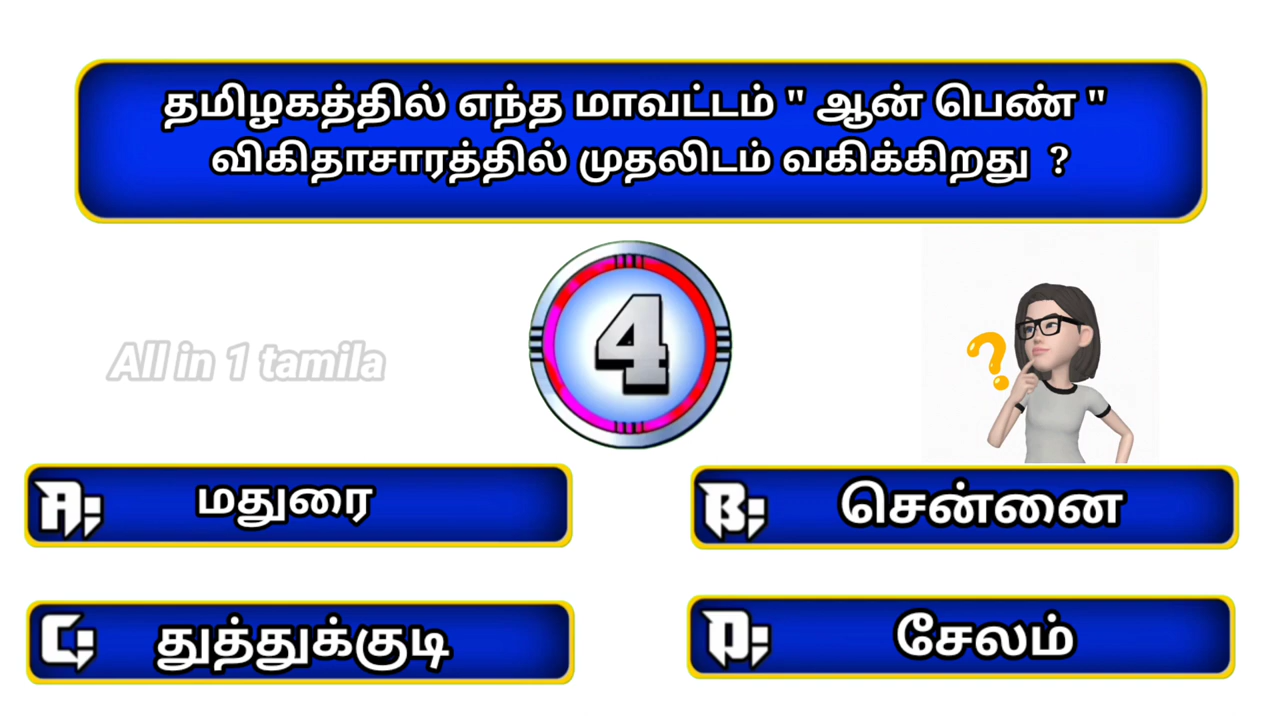 தமிழகத்தில் எந்த மாவட்டம் " ஆன் பெண் "
விகிதாசாரத்தில் முதலிடம் வகிக்கிறது ?
4
All in 1 tamila
A: மதுரை
B: சென்னை
C: துத்துக்குடி
D: சேலம்